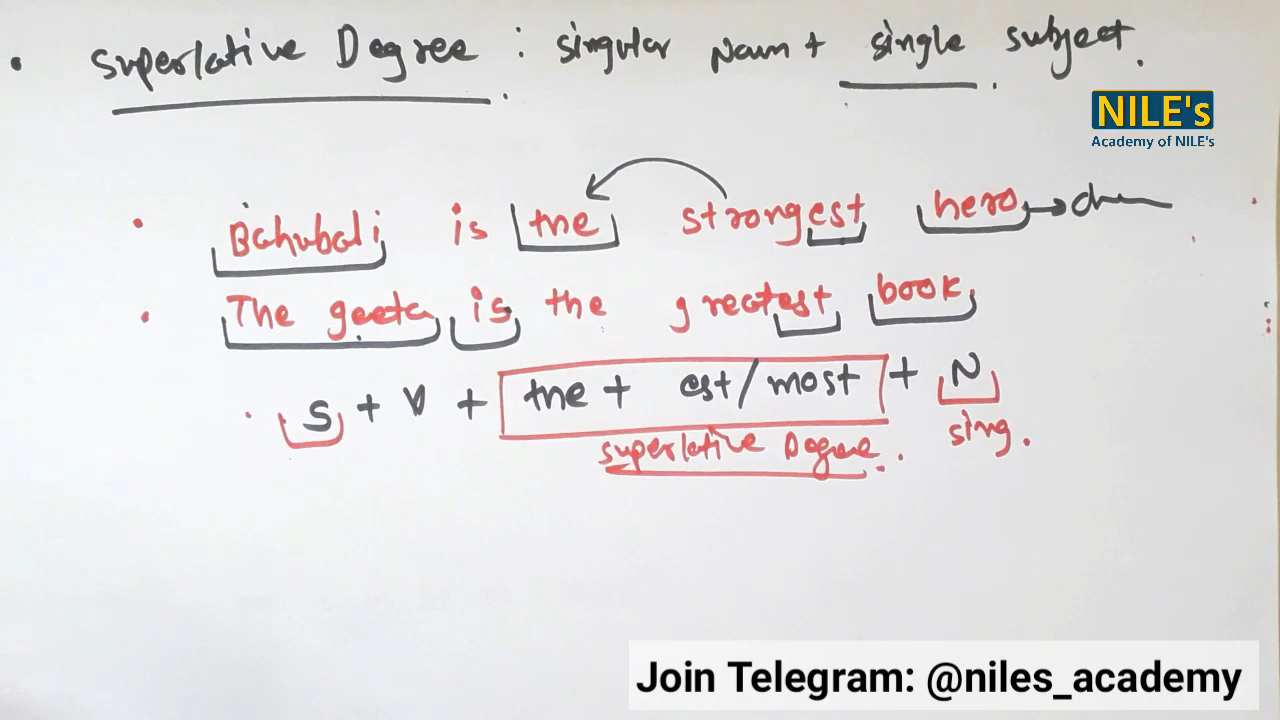 • Superlative Degree : singular Noun + single subject.
NILE's
Academy of NILE's
• Bahubali is the strongest hero →
• The geeta is the greatest book.
S + V + the + est/most + N
superlative Degree. sing.
Join Telegram: @niles_academy